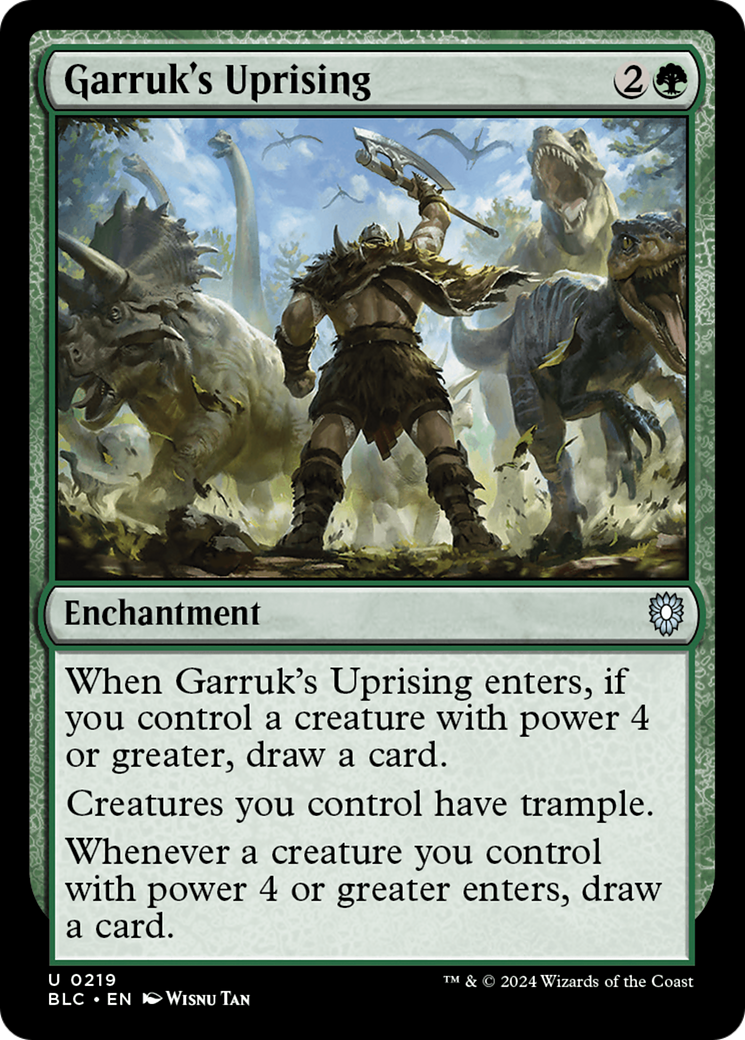 Garruk's Uprising 2
Enchantment
When Garruk's Uprising enters, if
you control a creature with power 4
or greater, draw a card.
Creatures you control have trample.
Whenever a creature you control
with power 4 or greater enters, draw
a card.
U 0219
BLC • EN Wisnu Tan
™ & © 2024 Wizards of the Coast